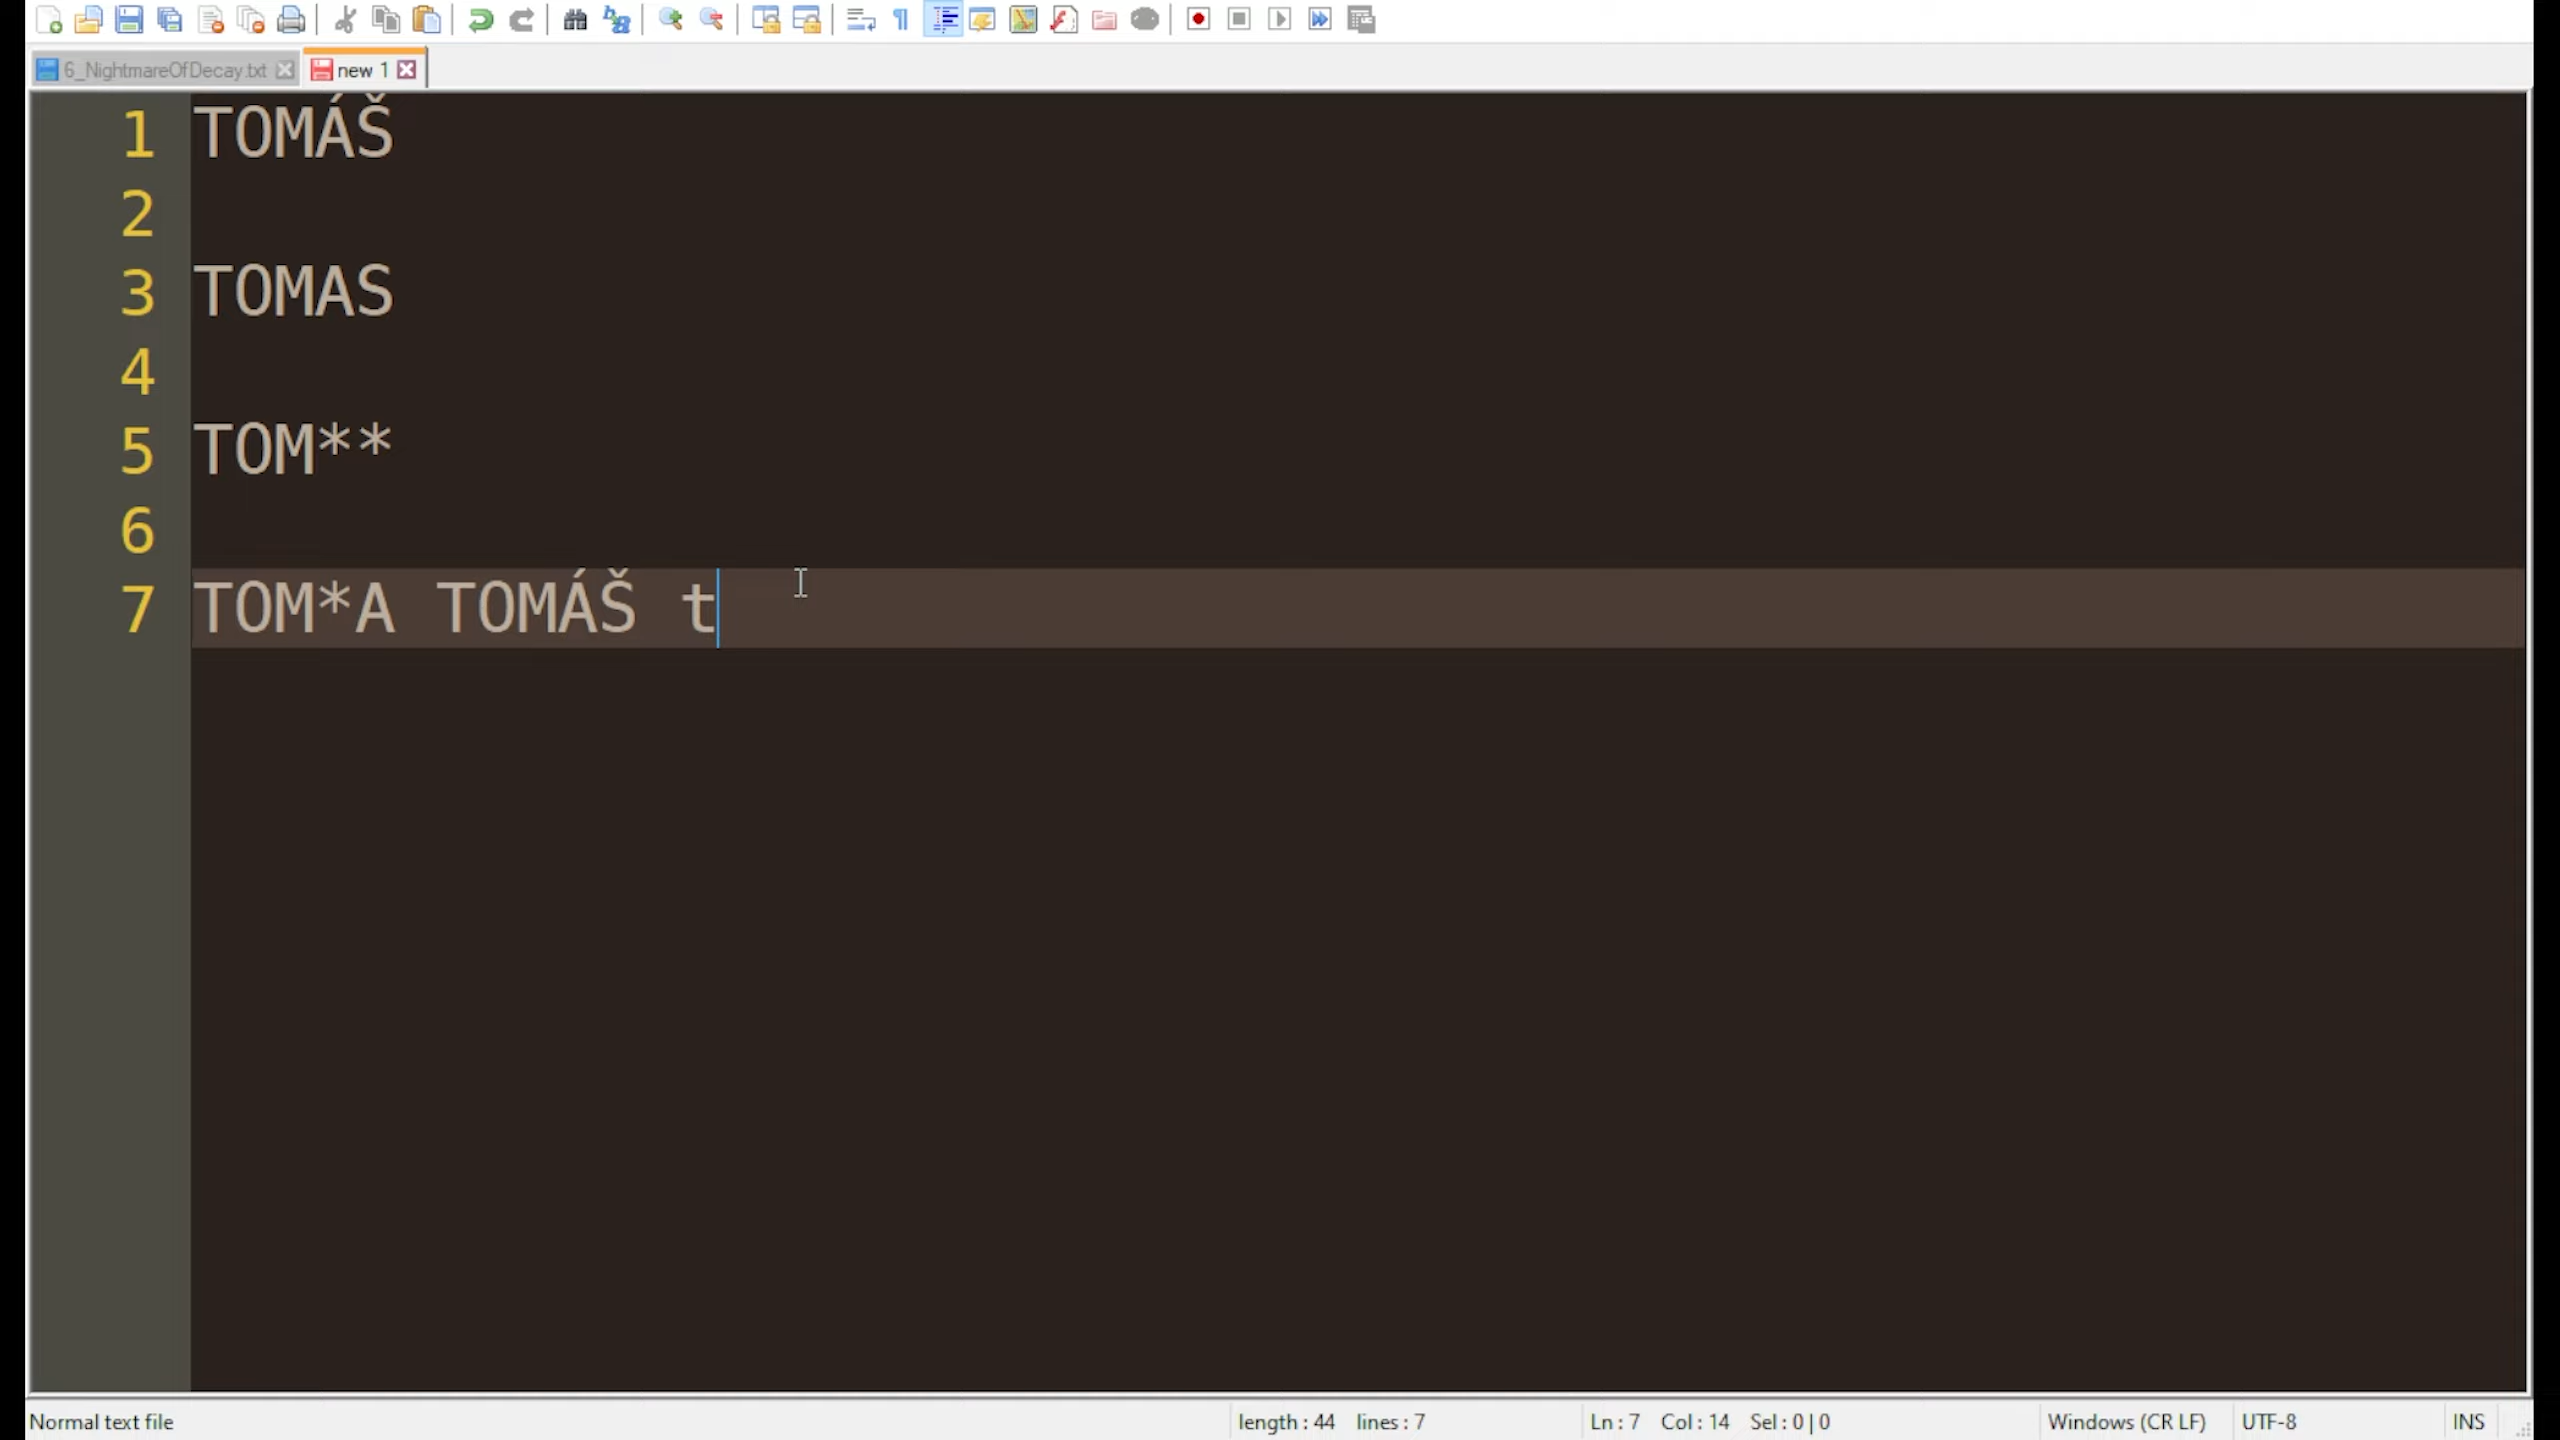 6_NightmareOfDecay.txt new 1
1 TOMÁŠ
2
3 TOMAS
4
5 TOM**
6
7 TOM*A TOMÁŠ t
Normal text file length : 44 lines : 7 Ln : 7 Col : 14 Sel : 0 | 0 Windows (CR LF) UTF-8 INS